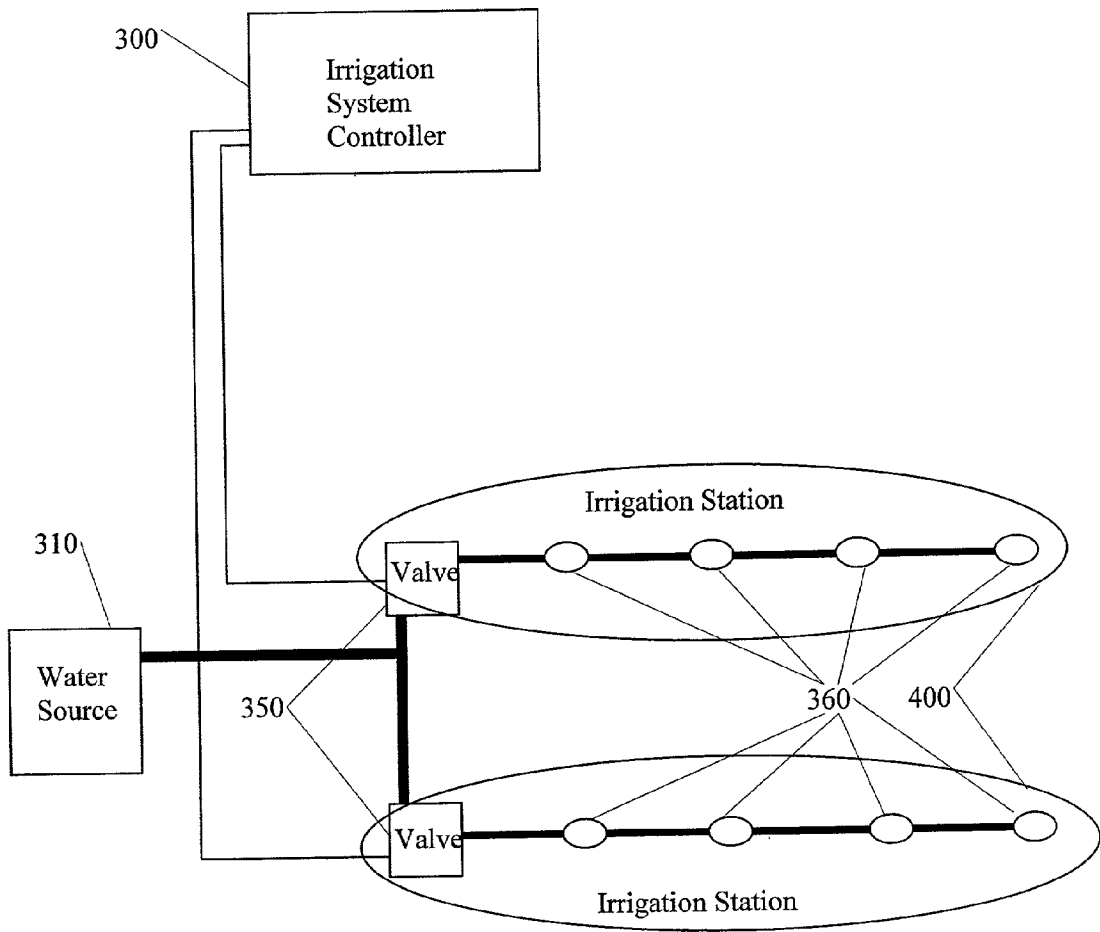 300
Irrigation
System
Controller
Irrigation Station
310
Valve
Water
Source
350
360
400
Valve
Irrigation Station